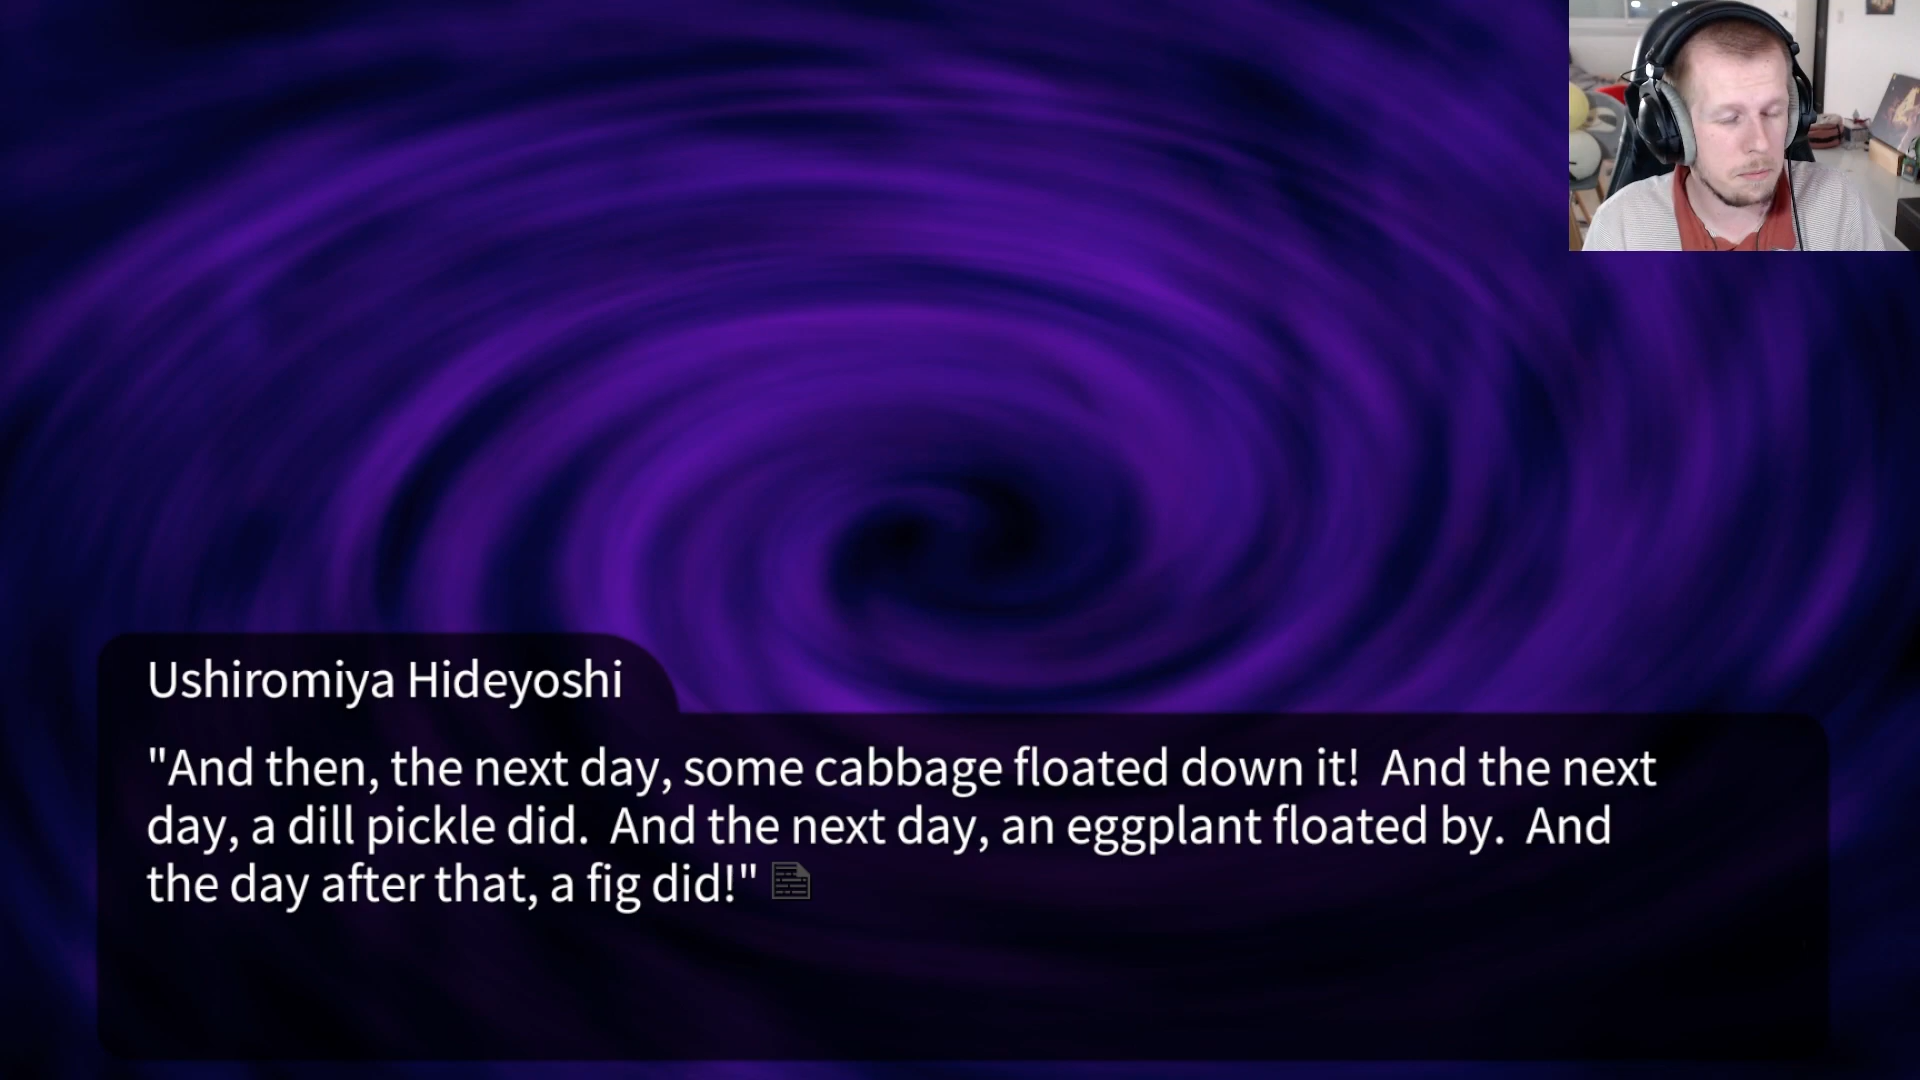 Ushiromiya Hideyoshi
"And then, the next day, some cabbage floated down it!  And the next
day, a dill pickle did.  And the next day, an eggplant floated by.  And
the day after that, a fig did!"